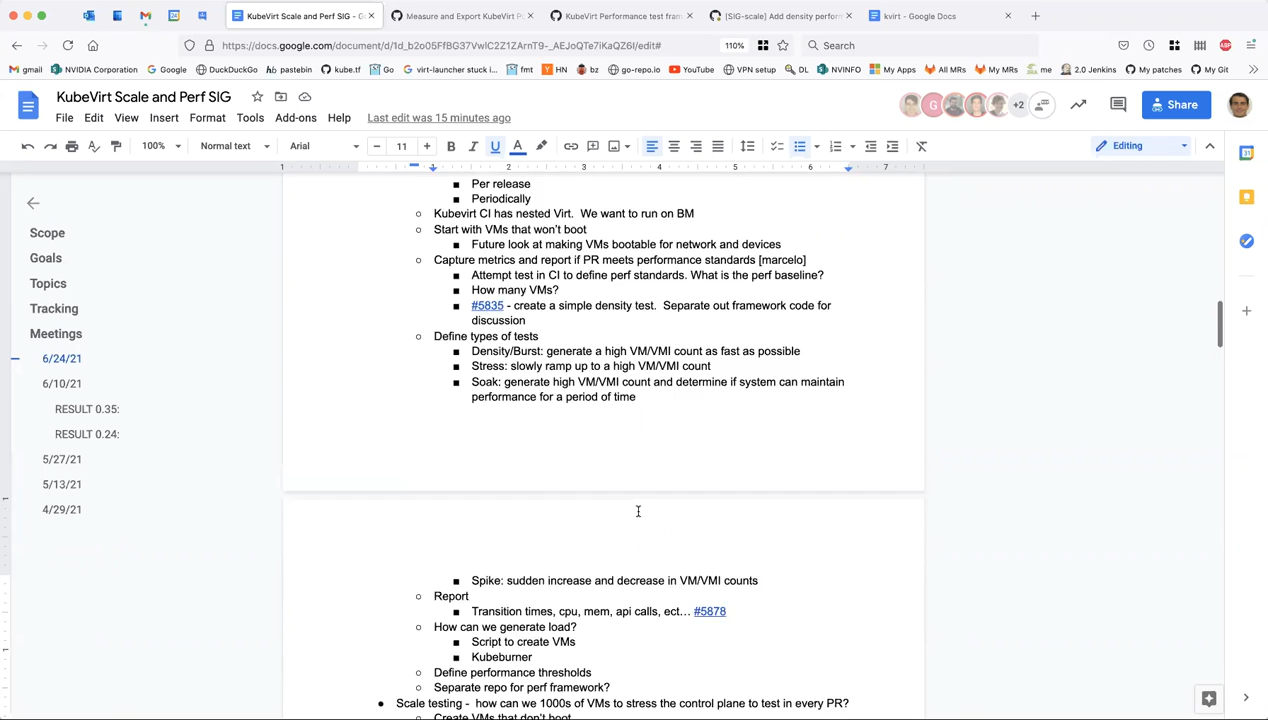 KubeVirt Scale and Perf SIG - G
Measure and Export KubeVirt P
KubeVirt Performance test fram
[SIG-scale] Add density perform
kvirt - Google Docs
https://docs.google.com/document/d/1d_b2o05FfBG37VwlC2Z1ZArnT9-_AEJoQTe7iKaQZ6I/edit#
110%
Search
gmail
NVIDIA Corporation
Google
DuckDuckGo
pastebin
kube.tf
Go
virt-launcher stuck i...
fmt
HN
bz
go-repo.io
YouTube
VPN setup
DL
NVINFO
My Apps
All MRs
My MRs
me
2.0 Jenkins
My patches
My Git
KubeVirt Scale and Perf SIG
File Edit View Insert Format Tools Add-ons Help Last edit was 15 minutes ago
G
+2
Share
100%
Normal text
Arial
11
B I U A
Editing
1 1 2 3 4 5 6 7
Scope
Goals
Topics
Tracking
Meetings
6/24/21
6/10/21
RESULT 0.35:
RESULT 0.24:
5/27/21
5/13/21
4/29/21
■ Per release
■ Periodically
○ Kubevirt CI has nested Virt. We want to run on BM
○ Start with VMs that won't boot
■ Future look at making VMs bootable for network and devices
○ Capture metrics and report if PR meets performance standards [marcelo]
■ Attempt test in CI to define perf standards. What is the perf baseline?
■ How many VMs?
■ #5835 - create a simple density test. Separate out framework code for
discussion
○ Define types of tests
■ Density/Burst: generate a high VM/VMI count as fast as possible
■ Stress: slowly ramp up to a high VM/VMI count
■ Soak: generate high VM/VMI count and determine if system can maintain
performance for a period of time
■ Spike: sudden increase and decrease in VM/VMI counts
○ Report
■ Transition times, cpu, mem, api calls, ect... #5878
○ How can we generate load?
■ Script to create VMs
■ Kubeburner
○ Define performance thresholds
○ Separate repo for perf framework?
● Scale testing - how can we 1000s of VMs to stress the control plane to test in every PR?
○ Create VMs that don't boot